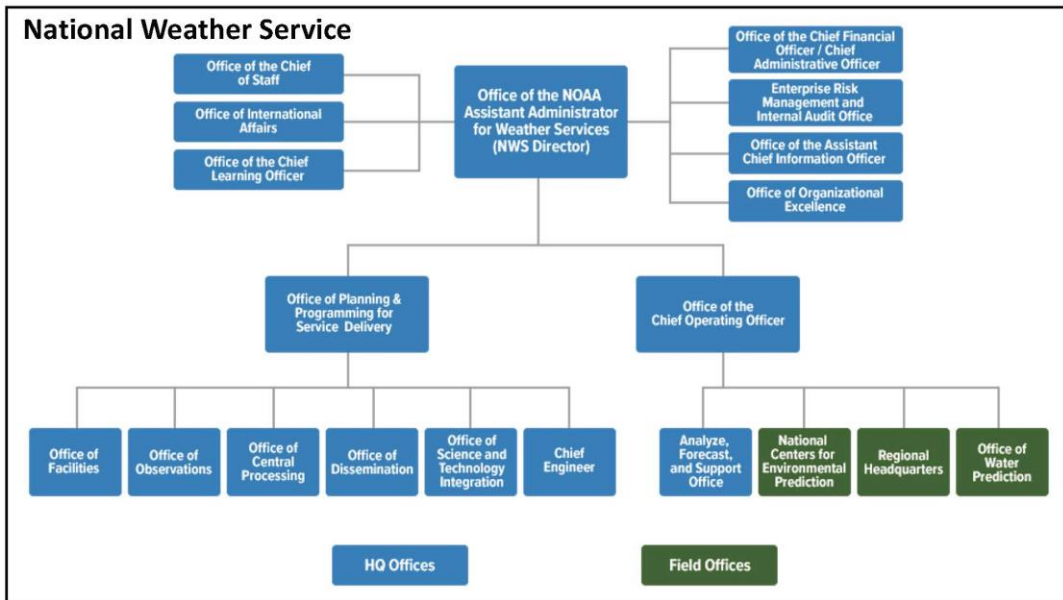 National Weather Service
Office of the Chief
of Staff
Office of International
Affairs
Office of the Chief
Learning Officer
Office of the NOAA
Assistant Administrator
for Weather Services
(NWS Director)
Office of the Chief Financial
Officer / Chief
Administrative Officer
Enterprise Risk
Management and
Internal Audit Office
Office of the Assistant
Chief Information Officer
Office of Organizational
Excellence
Office of Planning &
Programming for
Service Delivery
Office of the
Chief Operating Officer
Office of
Facilities
Office of
Observations
Office of
Central
Processing
Office of
Dissemination
Office of
Science and
Technology
Integration
Chief
Engineer
Analyze,
Forecast,
and Support
Office
National
Centers for
Environmental
Prediction
Regional
Headquarters
Office of
Water
Prediction
HQ Offices
Field Offices